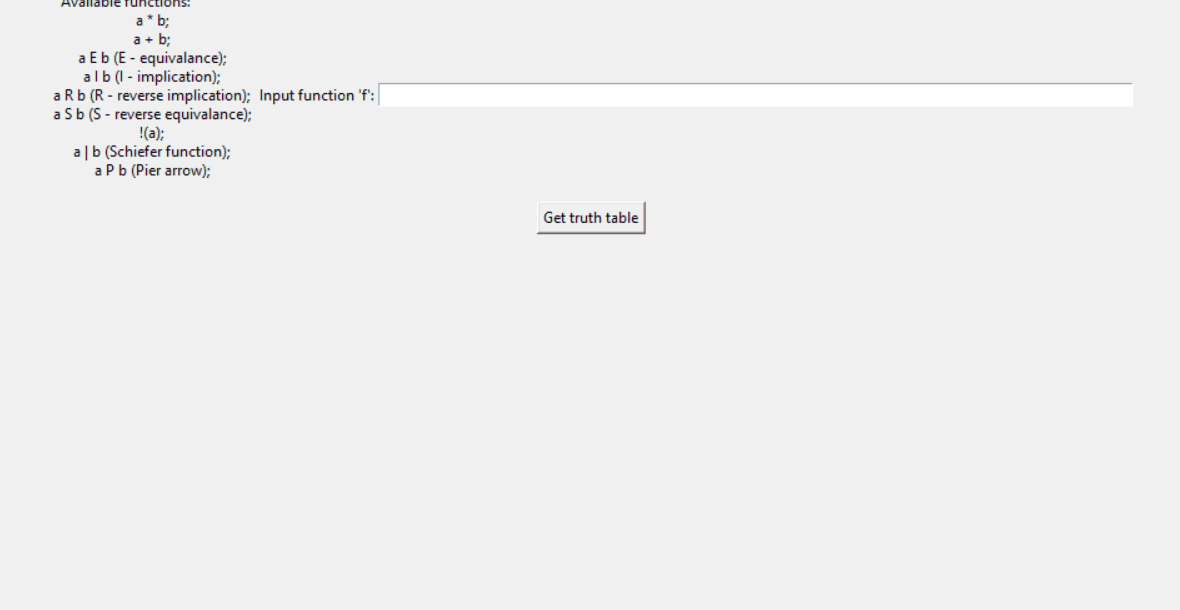 Available functions:
a * b;
a + b;
a E b (E - equivalance);
a I b (I - implication);
a R b (R - reverse implication); Input function 'f':
a S b (S - reverse equivalance);
!(a);
a | b (Schiefer function);
a P b (Pier arrow);
Get truth table